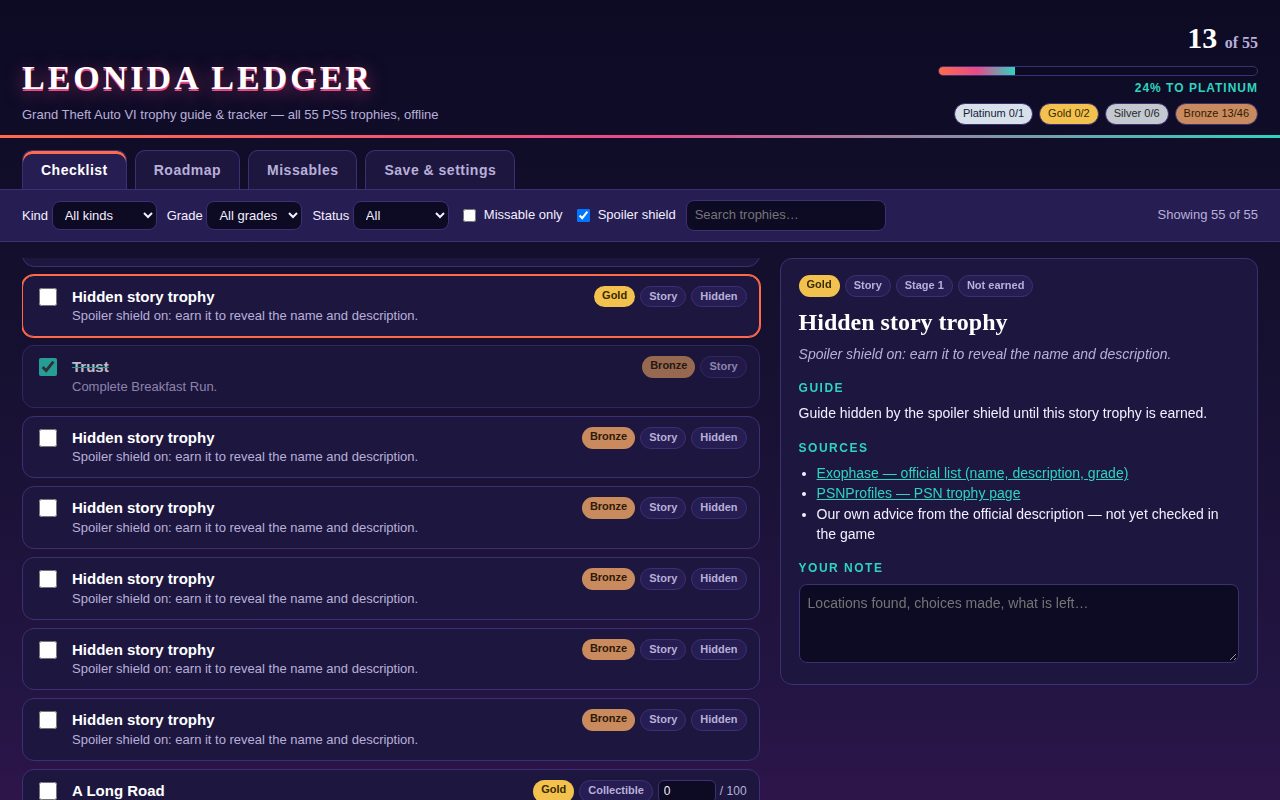 LEONIDA LEDGER
Grand Theft Auto VI trophy guide & tracker — all 55 PS5 trophies, offline
13 of 55
24% TO PLATINUM
Platinum 0/1 Gold 0/2 Silver 0/6 Bronze 13/46
Checklist Roadmap Missables Save & settings
Kind All kinds Grade All grades Status All Missable only Spoiler shield Search trophies… Showing 55 of 55
Hidden story trophy Gold Story Hidden
Spoiler shield on: earn it to reveal the name and description.
Trust Bronze Story
Complete Breakfast Run.
Hidden story trophy Bronze Story Hidden
Spoiler shield on: earn it to reveal the name and description.
Hidden story trophy Bronze Story Hidden
Spoiler shield on: earn it to reveal the name and description.
Hidden story trophy Bronze Story Hidden
Spoiler shield on: earn it to reveal the name and description.
Hidden story trophy Bronze Story Hidden
Spoiler shield on: earn it to reveal the name and description.
Hidden story trophy Bronze Story Hidden
Spoiler shield on: earn it to reveal the name and description.
A Long Road Gold Collectible 0 / 100
Gold Story Stage 1 Not earned
Hidden story trophy
Spoiler shield on: earn it to reveal the name and description.
GUIDE
Guide hidden by the spoiler shield until this story trophy is earned.
SOURCES
• Exophase — official list (name, description, grade)
• PSNProfiles — PSN trophy page
• Our own advice from the official description — not yet checked in
the game
YOUR NOTE
Locations found, choices made, what is left…